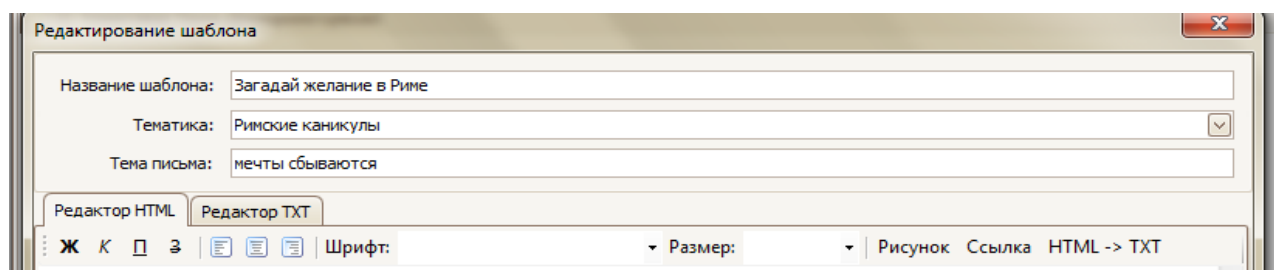 Редактирование шаблона
Название шаблона: Загадай желание в Риме
Тематика: Римские каникулы
Тема письма: мечты сбываются
Редактор HTML Редактор TXT
Ж К П З Шрифт: Размер: Рисунок Ссылка HTML -> TXT